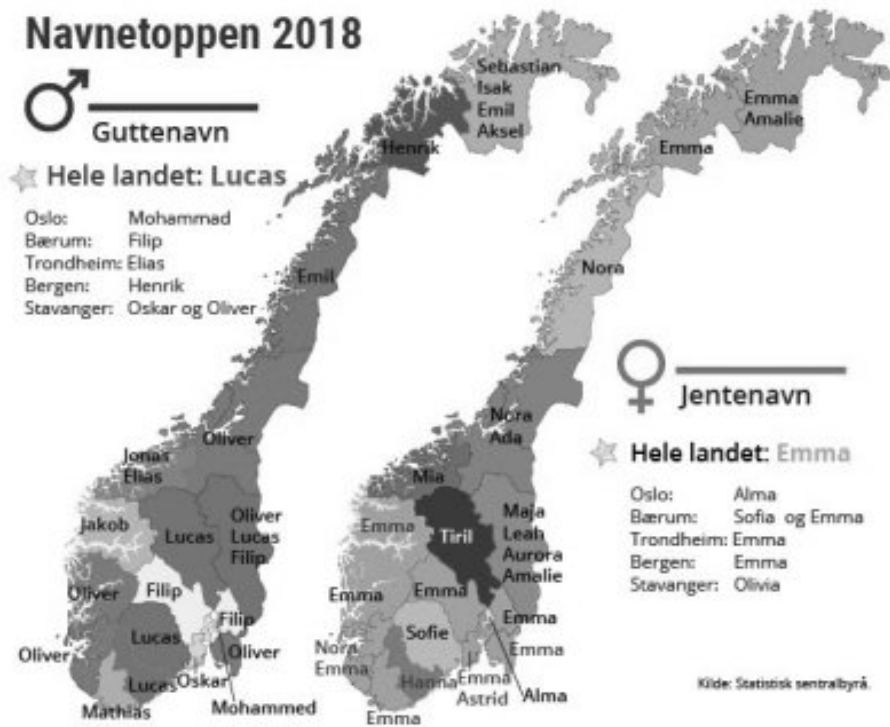 Navnetoppen 2018
Guttenavn
Hele landet: Lucas
Oslo: Mohammad
Bærum: Filip
Trondheim: Elias
Bergen: Henrik
Stavanger: Oskar og Oliver
Sebastian
Isak
Emil
Aksel
Henrik
Emil
Oliver
Jonas
Elias
Jakob
Lucas
Oliver
Lucas
Filip
Oliver
Filip
Filip
Lucas
Oliver
Oliver
Lucas
Oskar
Mathias
Mohammed
Emma
Amalie
Emma
Nora
Jentenavn
Hele landet: Emma
Oslo: Alma
Bærum: Sofia og Emma
Trondheim: Emma
Bergen: Emma
Stavanger: Olivia
Nora
Ada
Mia
Emma
Tiril
Maja
Leah
Aurora
Amalie
Emma
Emma
Emma
Sofie
Emma
Nora
Emma
Hanna
Emma
Astrid
Alma
Emma
Kilde: Statistisk sentralbyrå.